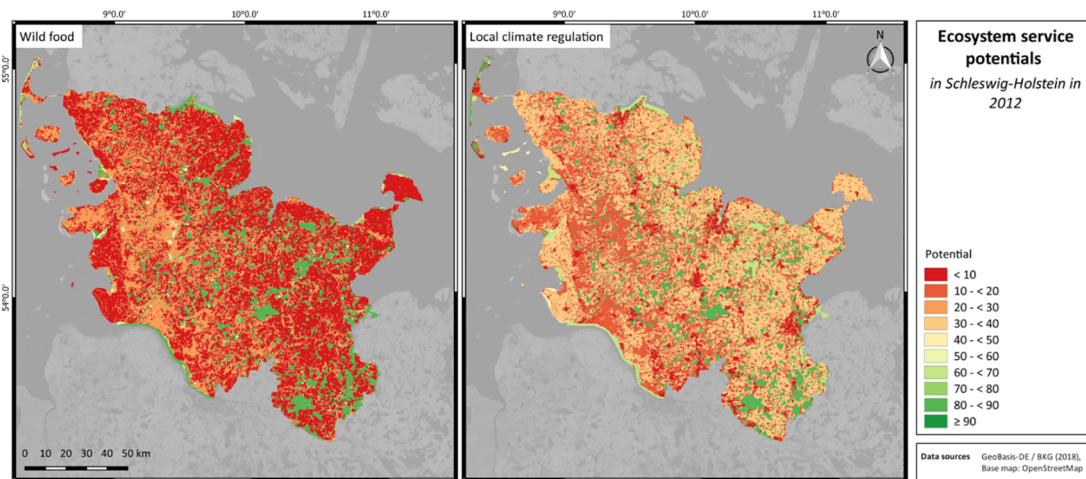 9°0.0'
10°0.0'
11°0.0'
9°0.0'
10°0.0'
11°0.0'
Wild food
Local climate regulation
N
55°0.0'
54°0.0'
0 10 20 30 40 50 km
Ecosystem service
potentials
in Schleswig-Holstein in
2012
Potential
< 10
10 - < 20
20 - < 30
30 - < 40
40 - < 50
50 - < 60
60 - < 70
70 - < 80
80 - < 90
≥ 90
Data sources GeoBasis-DE / BKG (2018),
Base map: OpenStreetMap